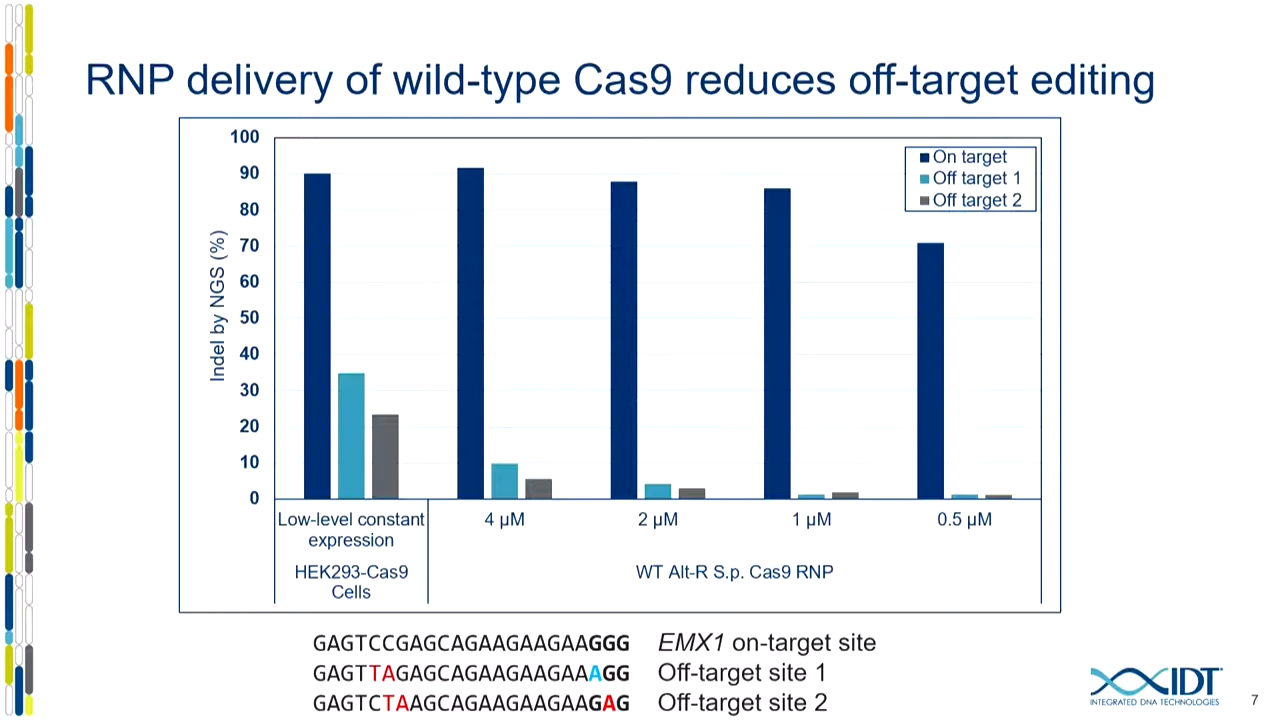 RNP delivery of wild-type Cas9 reduces off-target editing
100
90
80
70
60
50
40
30
20
10
0
Indel by NGS (%)
On target
Off target 1
Off target 2
Low-level constant
expression
4 µM
2 µM
1 µM
0.5 µM
HEK293-Cas9
Cells
WT Alt-R S.p. Cas9 RNP
GAGTCCGAGCAGAAGAAGAAGGG EMX1 on-target site
GAGTTAGAGCAGAAGAAGAAAGG Off-target site 1
GAGTCTAAGCAGAAGAAGAAGAG Off-target site 2
IDT
INTEGRATED DNA TECHNOLOGIES
7